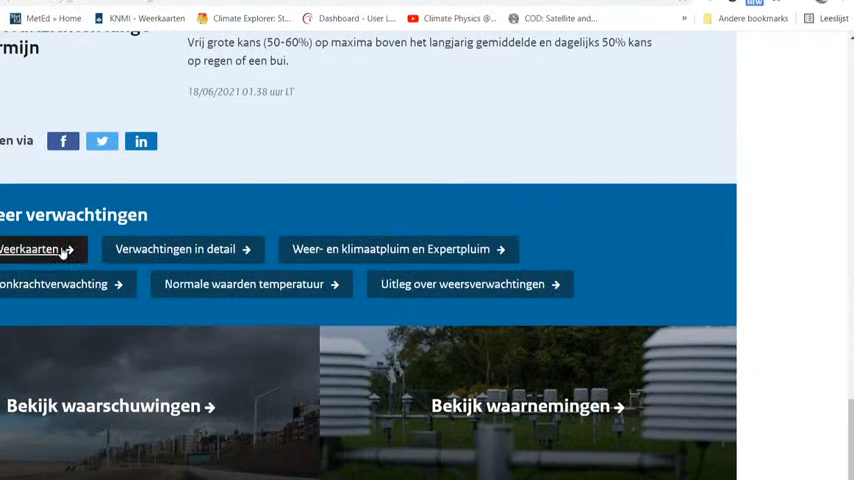 MetEd » Home
KNMI - Weerkaarten
Climate Explorer: St...
Dashboard - User L...
Climate Physics @...
COD: Satellite and...
»
Andere bookmarks
Leeslijst
NEW
rmijn
Vrij grote kans (50-60%) op maxima boven het langjarig gemiddelde en dagelijks 50% kans
op regen of een bui.
18/06/2021 01.38 uur LT
en via
f
in
eer verwachtingen
Weerkaarten →
Verwachtingen in detail →
Weer- en klimaatpluim en Expertpluim →
onkrachtverwachting →
Normale waarden temperatuur →
Uitleg over weersverwachtingen →
Bekijk waarschuwingen →
Bekijk waarnemingen →